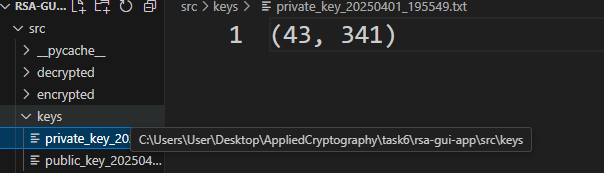 RSA-GU...
src
__pycache__
decrypted
encrypted
keys
private_key_202
public_key_202504...
src > keys > private_key_20250401_195549.txt
1 (43, 341)
C:\Users\User\Desktop\AppliedCryptography\task6\rsa-gui-app\src\keys